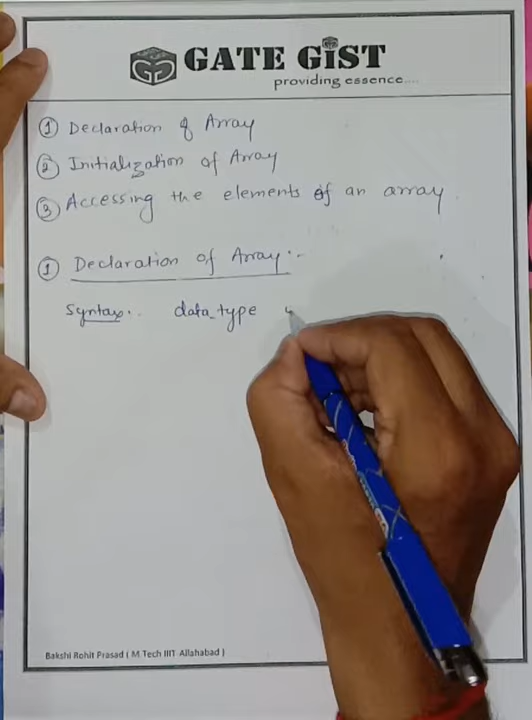 GATE GiST
providing essence....
① Declaration of Array
② Initialization of Array
③ Accessing the elements of an array
① Declaration of Array :-
Syntax :- data_type
Bakshi Rohit Prasad ( M.Tech IIIT Allahabad )